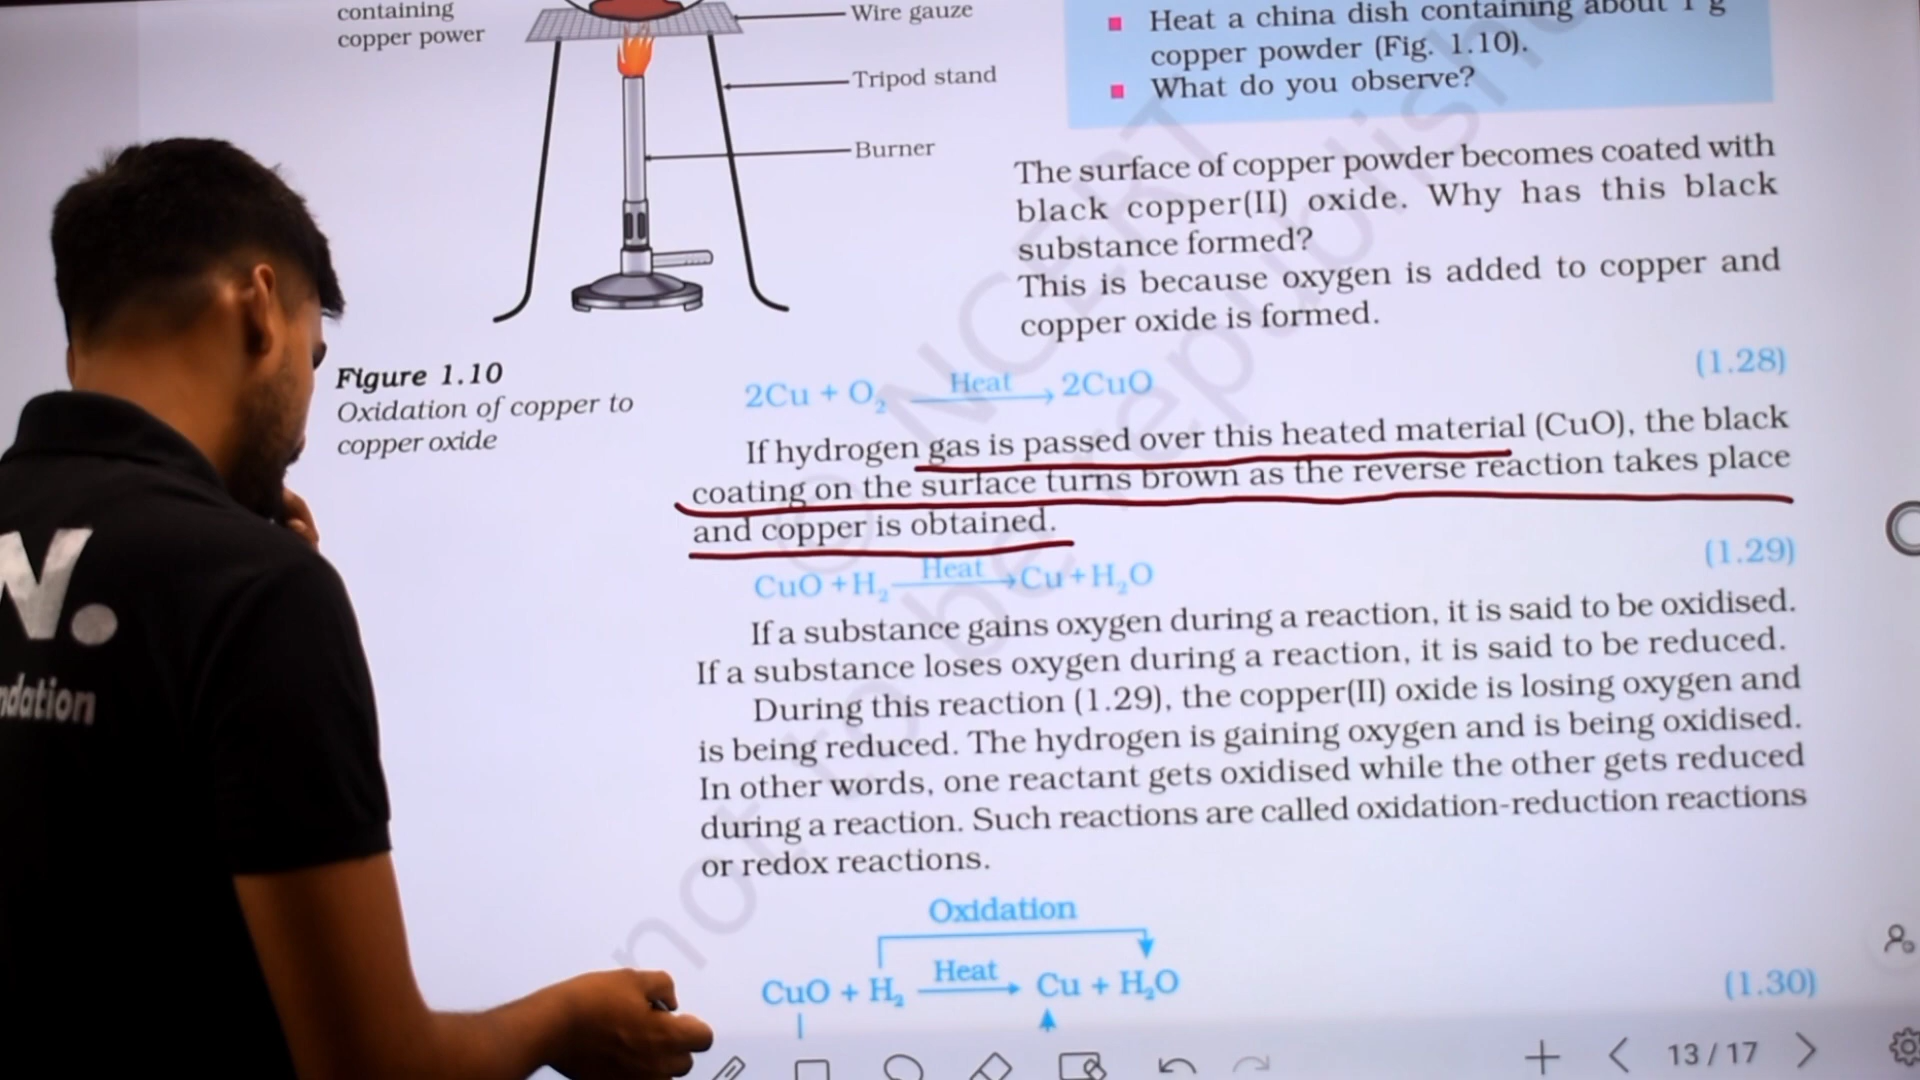 containing
copper power
Wire gauze
Tripod stand
Burner
Heat a china dish containing about 1 g
copper powder (Fig. 1.10).
What do you observe?
The surface of copper powder becomes coated with
black copper(II) oxide. Why has this black
substance formed?
This is because oxygen is added to copper and
copper oxide is formed.
Figure 1.10
Oxidation of copper to
copper oxide
2Cu + O₂ Heat → 2CuO (1.28)
If hydrogen gas is passed over this heated material (CuO), the black
coating on the surface turns brown as the reverse reaction takes place
and copper is obtained.
CuO +H₂ Heat → Cu+H₂O (1.29)
If a substance gains oxygen during a reaction, it is said to be oxidised.
If a substance loses oxygen during a reaction, it is said to be reduced.
During this reaction (1.29), the copper(II) oxide is losing oxygen and
is being reduced. The hydrogen is gaining oxygen and is being oxidised.
In other words, one reactant gets oxidised while the other gets reduced
during a reaction. Such reactions are called oxidation-reduction reactions
or redox reactions.
Oxidation
CuO + H₂ Heat → Cu + H₂O (1.30)
13/17
© NCERT
not to be republished
N.
ndation